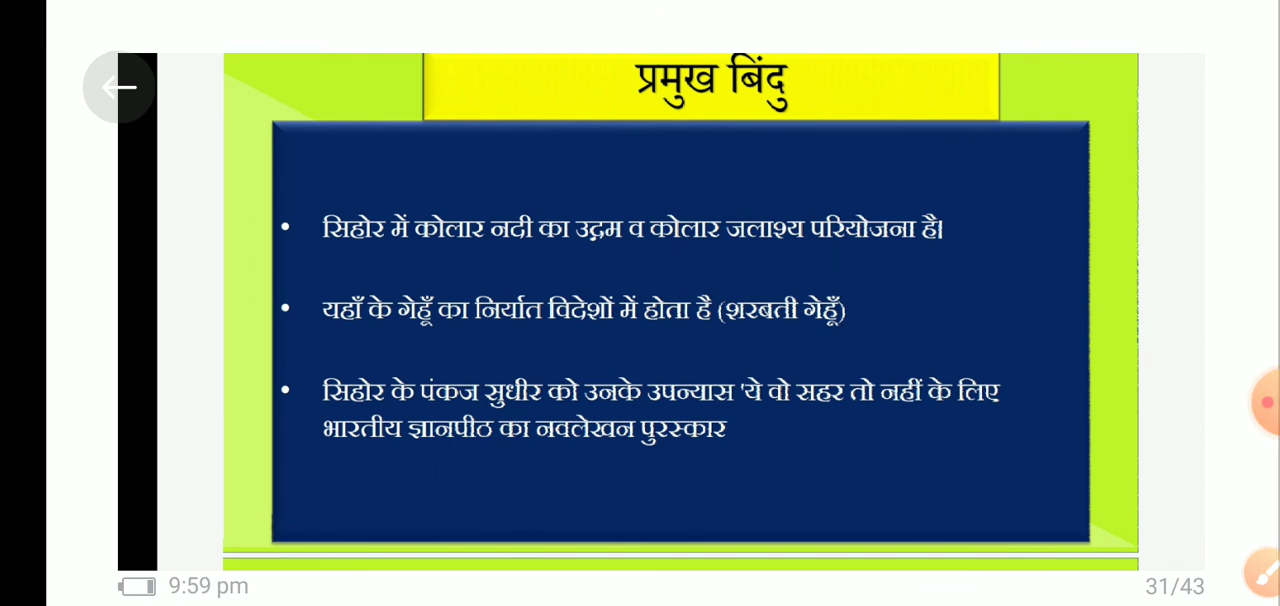 प्रमुख बिंदु
• सिहोर में कोलार नदी का उद्गम व कोलार जलाश्य परियोजना है।
• यहाँ के गेहूँ का निर्यात विदेशों में होता है (शरबती गेहूँ)
• सिहोर के पंकज सुधीर को उनके उपन्यास 'ये वो सहर तो नहीं के लिए
भारतीय ज्ञानपीठ का नवलेखन पुरस्कार
9:59 pm
31/43